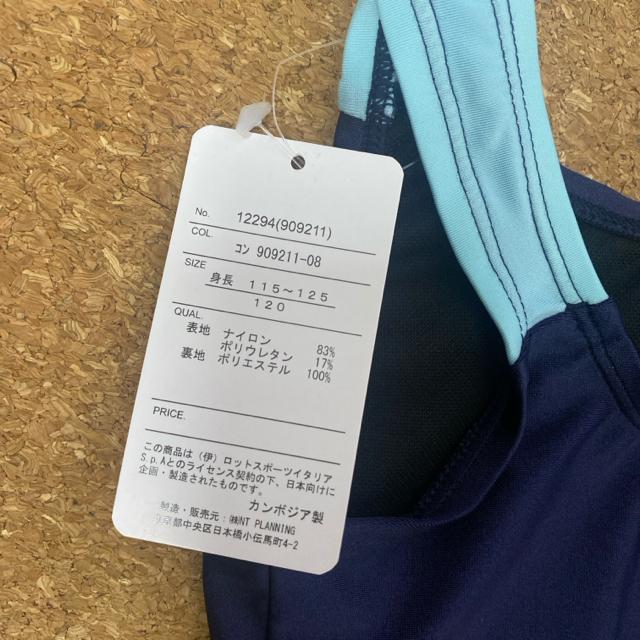 No. 12294(909211)
COL. コン 909211-08
SIZE 身長 115～125
120
QUAL.
表地 ナイロン 83%
ポリウレタン 17%
裏地 ポリエステル 100%
PRICE.
この商品は（伊）ロットスポーツイタリア
S.p.Aとのライセンス契約の下、日本向けに
企画・製造されたものです。
カンボジア製
製造・販売元：㈱NT PLANNING
東京都中央区日本橋小伝馬町4-2